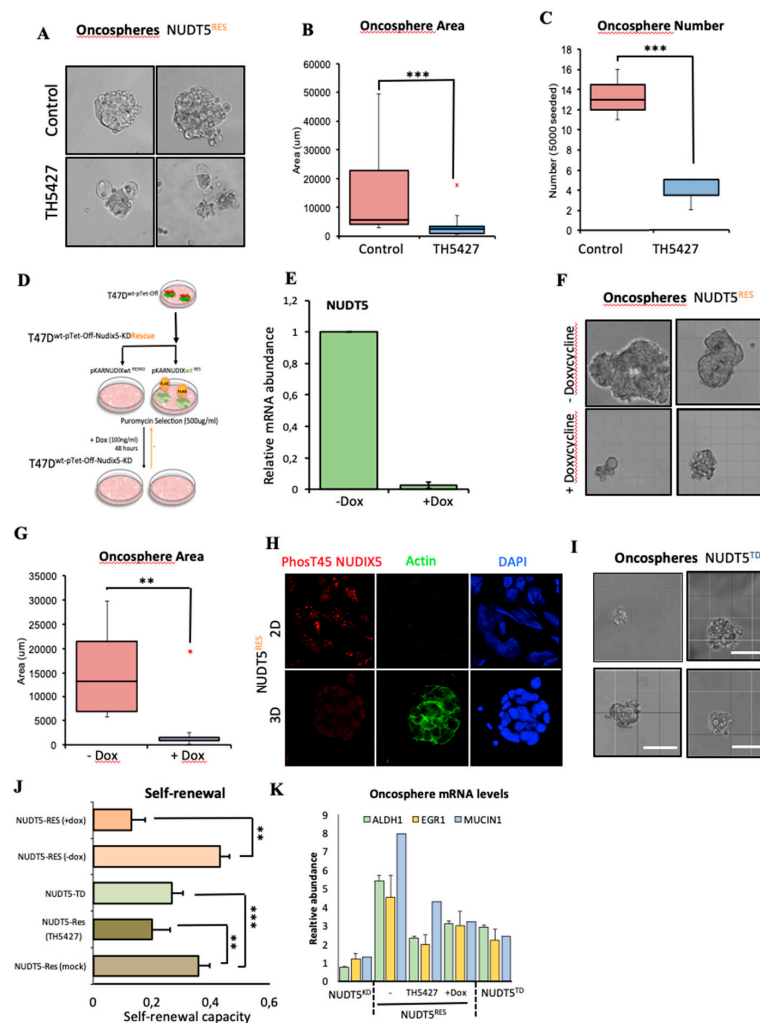 A
Oncospheres NUDT5RES
Control
TH5427
B
Oncosphere Area
***
Area (um)
60000
50000
40000
30000
20000
10000
0
Control TH5427
C
Oncosphere Number
***
Number (5000 seeded)
18
16
14
12
10
8
6
4
2
0
Control TH5427
D
T47Dwt-pTet-Off
T47Dwt-pTet-Off-Nudix5-KDRescue
pKARNUDIXwt pKARNUDIXwtRES
FLAG FLAG
Puromycin Selection (500ug/ml)
+ Dox (100ng/ml)
48 hours
-
T47Dwt-pTet-Off-Nudix5-KD
E
NUDT5
Relative mRNA abundance
1,2
1
0,8
0,6
0,4
0,2
0
-Dox +Dox
F
Oncospheres NUDT5RES
- Doxycycline
+ Doxycycline
G
Oncosphere Area
**
Area (um)
35000
30000
25000
20000
15000
10000
5000
0
- Dox + Dox
H
PhosT45 NUDIX5 Actin DAPI
NUDT5RES
2D
3D
I
Oncospheres NUDT5TD
J
Self-renewal
NUDT5-RES (+dox)
NUDT5-RES (-dox)
NUDT5-TD
NUDT5-Res
(TH5427)
NUDT5-Res (mock)
**
***
**
0 0,2 0,4 0,6
Self-renewal capacity
K
Oncosphere mRNA levels
ALDH1 EGR1 MUCIN1
Realtive abundance
9
8
7
6
5
4
3
2
1
0
NUDT5KD - TH5427 +Dox NUDT5TD
NUDT5RES